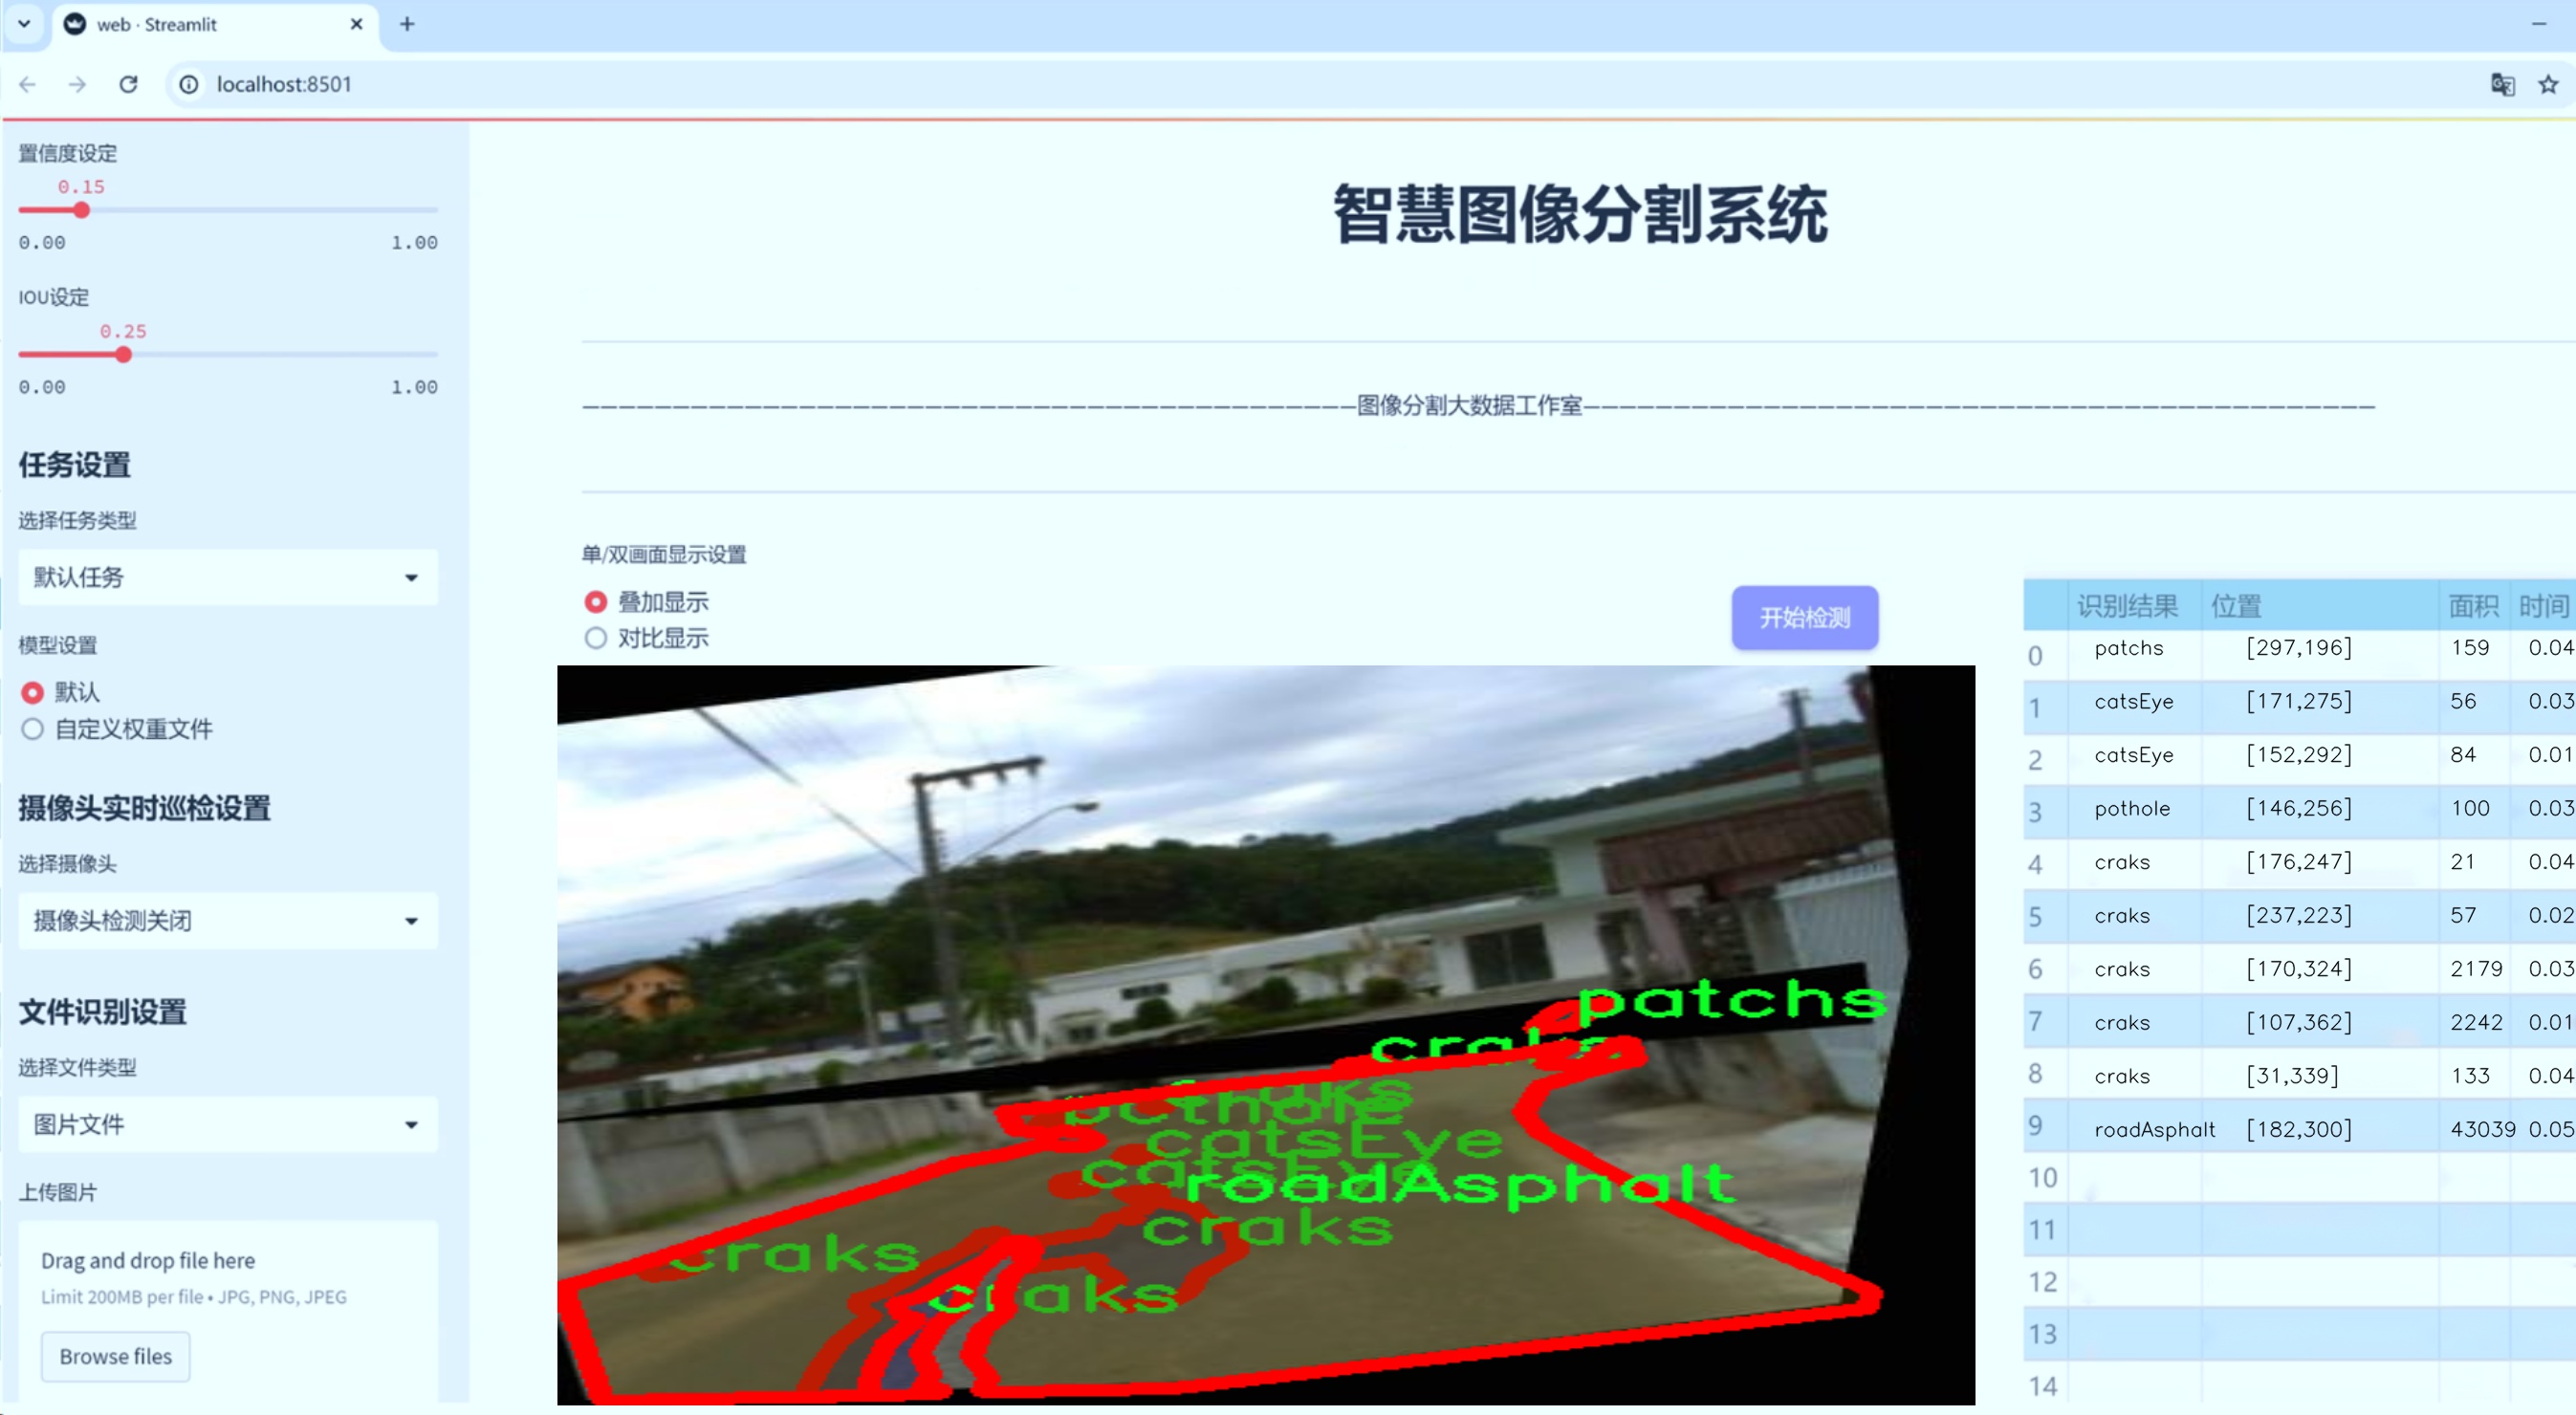 web · Streamlit
localhost:8501
置信度设定
0.15
0.00 1.00
IOU设定
0.25
0.00 1.00
任务设置
选择任务类型
默认任务
模型设置
默认
自定义权重文件
摄像头实时巡检设置
选择摄像头
摄像头检测关闭
文件识别设置
选择文件类型
图片文件
上传图片
Drag and drop file here
Limit 200MB per file • JPG, PNG, JPEG
Browse files
智慧图像分割系统
图像分割大数据工作室
单/双画面显示设置
叠加显示
对比显示
开始检测
patchs
craks
craks
pothole
catsEye
catsEye
roadAsphalt
craks
craks
craks
识别结果 位置 面积 时间
0 patchs [297,196] 159 0.04
1 catsEye [171,275] 56 0.03
2 catsEye [152,292] 84 0.01
3 pothole [146,256] 100 0.03
4 craks [176,247] 21 0.04
5 craks [237,223] 57 0.02
6 craks [170,324] 2179 0.03
7 craks [107,362] 2242 0.01
8 craks [31,339] 133 0.04
9 roadAsphalt [182,300] 43039 0.05
10
11
12
13
14